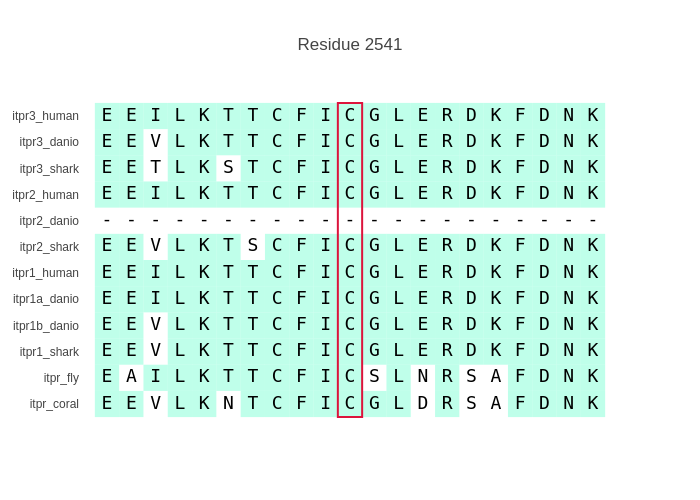 Residue 2541
itpr3_human E E I L K T T C F I C G L E R D K F D N K
itpr3_danio E E V L K T T C F I C G L E R D K F D N K
itpr3_shark E E T L K S T C F I C G L E R D K F D N K
itpr2_human E E I L K T T C F I C G L E R D K F D N K
itpr2_danio - - - - - - - - - - - - - - - - - - - - -
itpr2_shark E E V L K T S C F I C G L E R D K F D N K
itpr1_human E E I L K T T C F I C G L E R D K F D N K
itpr1a_danio E E I L K T T C F I C G L E R D K F D N K
itpr1b_danio E E V L K T T C F I C G L E R D K F D N K
itpr1_shark E E V L K T T C F I C G L E R D K F D N K
itpr_fly E A I L K T T C F I C S L N R S A F D N K
itpr_coral E E V L K N T C F I C G L D R S A F D N K